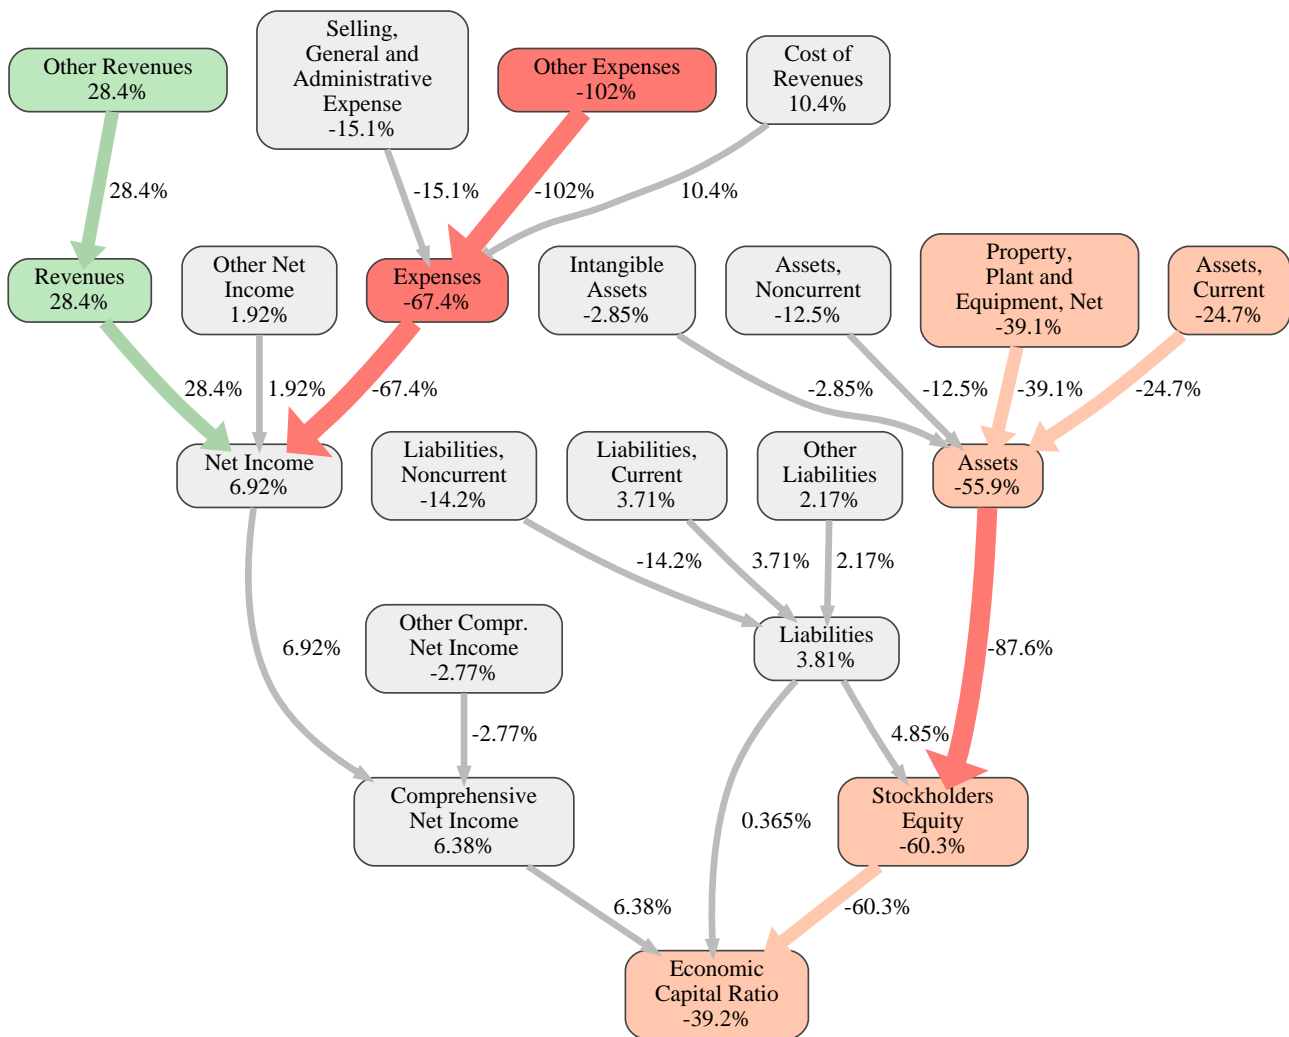 Other Revenues
28.4%
Selling,
General and
Administrative
Expense
-15.1%
Other Expenses
-102%
Cost of
Revenues
10.4%
28.4%
-15.1%
-102%
10.4%
Revenues
28.4%
Other Net
Income
1.92%
Expenses
-67.4%
Intangible
Assets
-2.85%
Assets,
Noncurrent
-12.5%
Property,
Plant and
Equipment, Net
-39.1%
Assets,
Current
-24.7%
28.4%
1.92%
-67.4%
-2.85%
-12.5%
-39.1%
-24.7%
Net Income
6.92%
Liabilities,
Noncurrent
-14.2%
Liabilities,
Current
3.71%
Other
Liabilities
2.17%
Assets
-55.9%
-14.2%
3.71%
2.17%
6.92%
Other Compr.
Net Income
-2.77%
Liabilities
3.81%
-87.6%
-2.77%
4.85%
Comprehensive
Net Income
6.38%
0.365%
Stockholders
Equity
-60.3%
6.38%
-60.3%
Economic
Capital Ratio
-39.2%